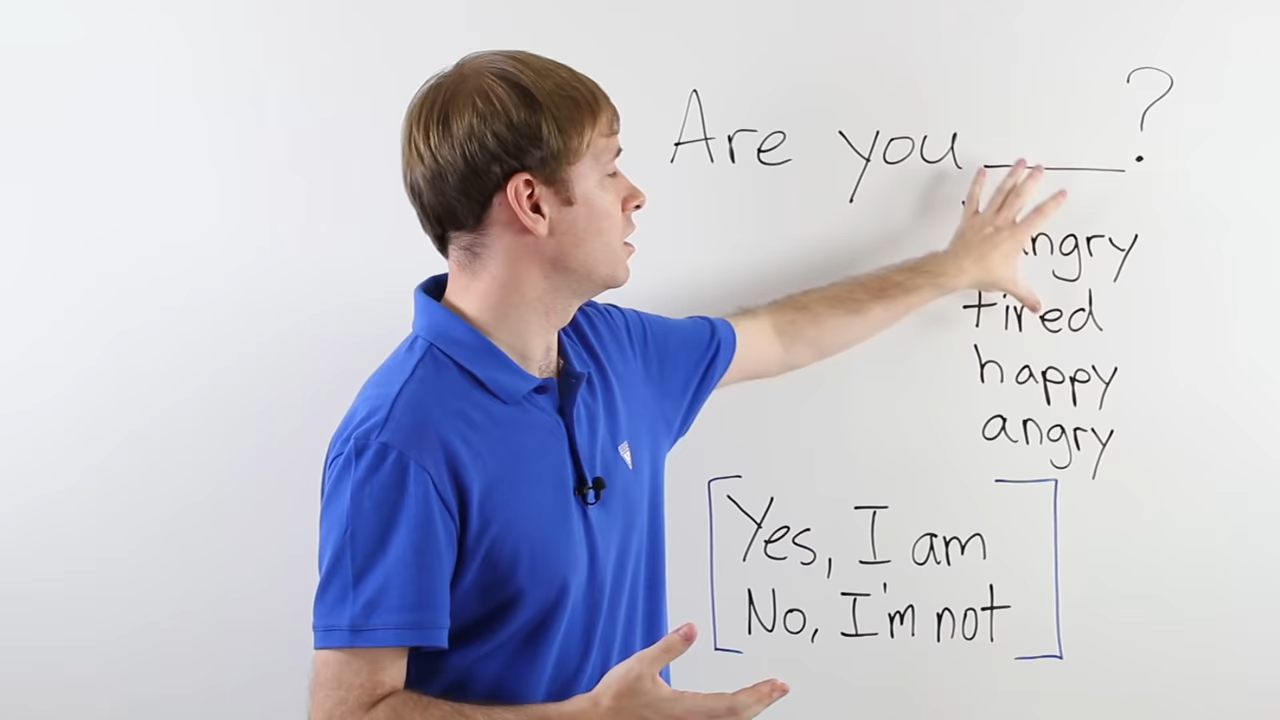 Are you ____?
tired
happy
angry
Yes, I am
No, I'm not